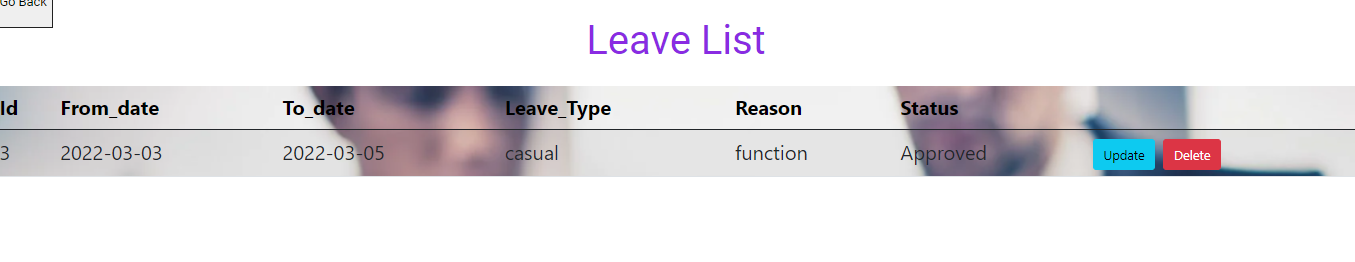 Go Back
Leave List
Id From_date To_date Leave_Type Reason Status
3 2022-03-03 2022-03-05 casual function Approved Update Delete